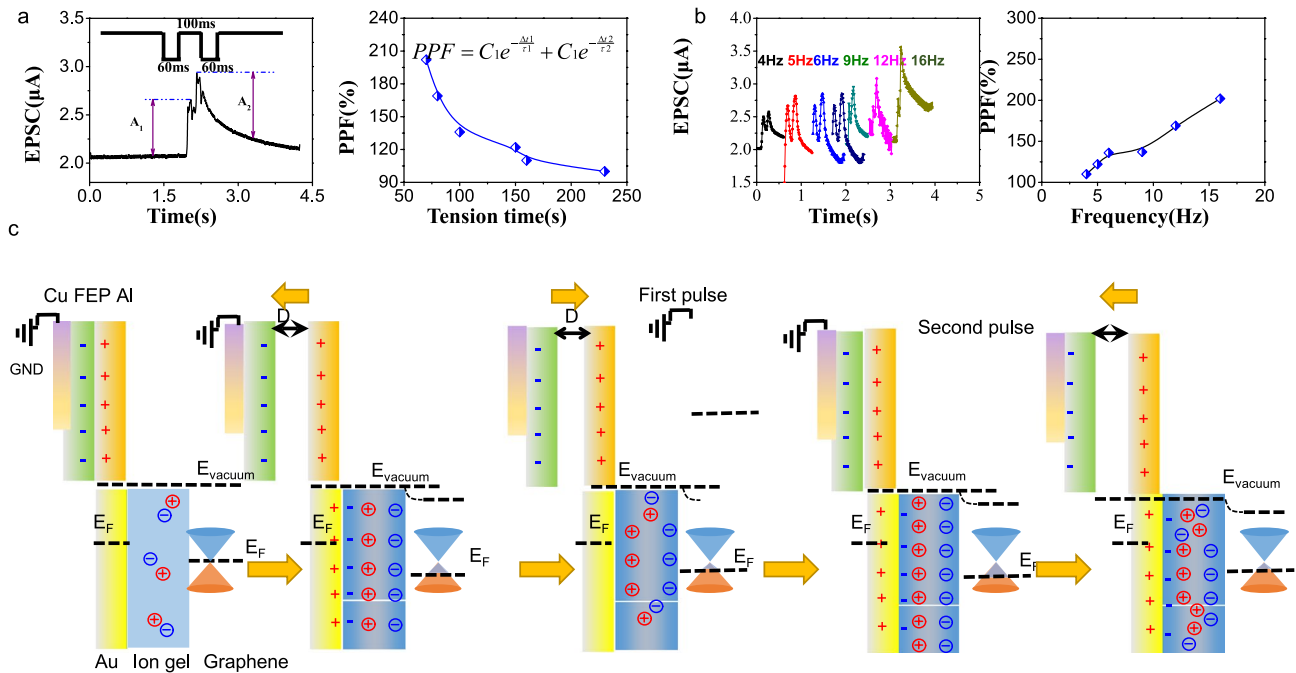 a
100ms
60ms
60ms
A1
A2
EPSC(μA)
3.5
3.0
2.5
2.0
0.0
1.5
3.0
4.5
Time(s)
PPF = C1e^{-Δt1/τ1} + C1e^{-Δt2/τ2}
PPF(%)
240
210
180
150
120
90
50
100
150
200
250
Tension time(s)
b
EPSC(μA)
4.0
3.5
3.0
2.5
2.0
1.5
4Hz
5Hz
6Hz
9Hz
12Hz
16Hz
0
1
2
3
4
5
Time(s)
PPF(%)
300
250
200
150
100
0
5
10
15
20
Frequency(Hz)
c
Cu FEP Al
GND
D
D
First pulse
Second pulse
Evacuum
Evacuum
Evacuum
Evacuum
Evacuum
EF
EF
EF
EF
EF
EF
EF
EF
EF
Au
Ion gel
Graphene